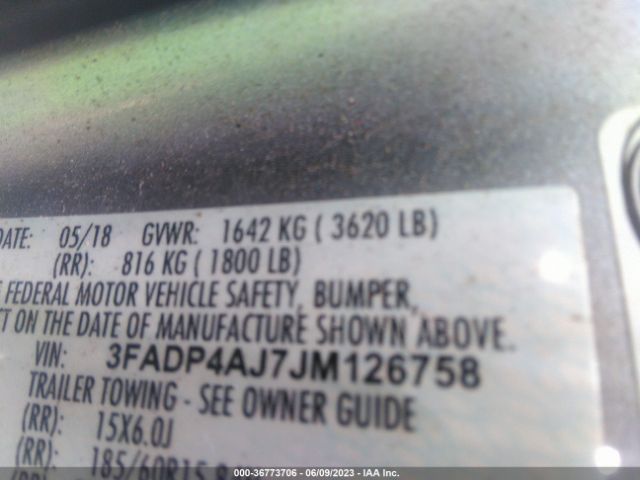 DATE: 05/18 GVWR: 1642 KG ( 3620 LB)
(RR): 816 KG ( 1800 LB)
FEDERAL MOTOR VEHICLE SAFETY, BUMPER,
ON THE DATE OF MANUFACTURE SHOWN ABOVE.
VIN: 3FADP4AJ7JM126758
TRAILER TOWING - SEE OWNER GUIDE
(RR): 15X6.0J
(RR): 185/60R15
000-36773706 - 06/09/2023 - IAA Inc.